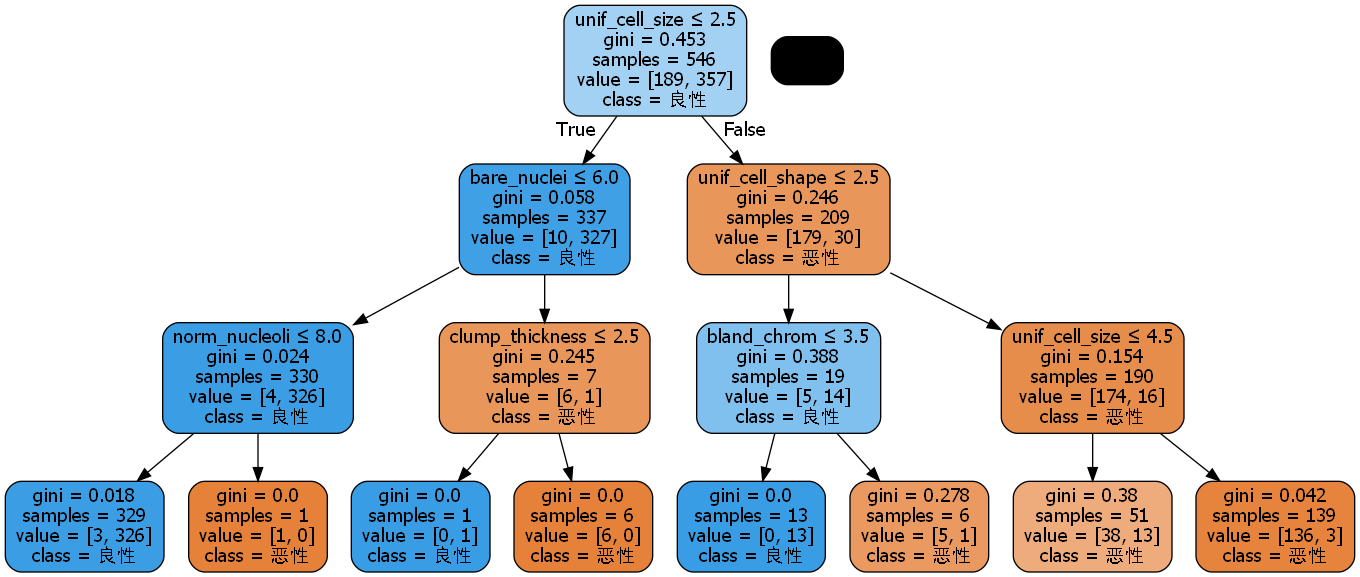 unif_cell_size ≤ 2.5
gini = 0.453
samples = 546
value = [189, 357]
class = 良性
True
False
bare_nuclei ≤ 6.0
gini = 0.058
samples = 337
value = [10, 327]
class = 良性
unif_cell_shape ≤ 2.5
gini = 0.246
samples = 209
value = [179, 30]
class = 恶性
norm_nucleoli ≤ 8.0
gini = 0.024
samples = 330
value = [4, 326]
class = 良性
clump_thickness ≤ 2.5
gini = 0.245
samples = 7
value = [6, 1]
class = 恶性
bland_chrom ≤ 3.5
gini = 0.388
samples = 19
value = [5, 14]
class = 良性
unif_cell_size ≤ 4.5
gini = 0.154
samples = 190
value = [174, 16]
class = 恶性
gini = 0.018
samples = 329
value = [3, 326]
class = 良性
gini = 0.0
samples = 1
value = [1, 0]
class = 恶性
gini = 0.0
samples = 1
value = [0, 1]
class = 良性
gini = 0.0
samples = 6
value = [6, 0]
class = 恶性
gini = 0.0
samples = 13
value = [0, 13]
class = 良性
gini = 0.278
samples = 6
value = [5, 1]
class = 恶性
gini = 0.38
samples = 51
value = [38, 13]
class = 恶性
gini = 0.042
samples = 139
value = [136, 3]
class = 恶性